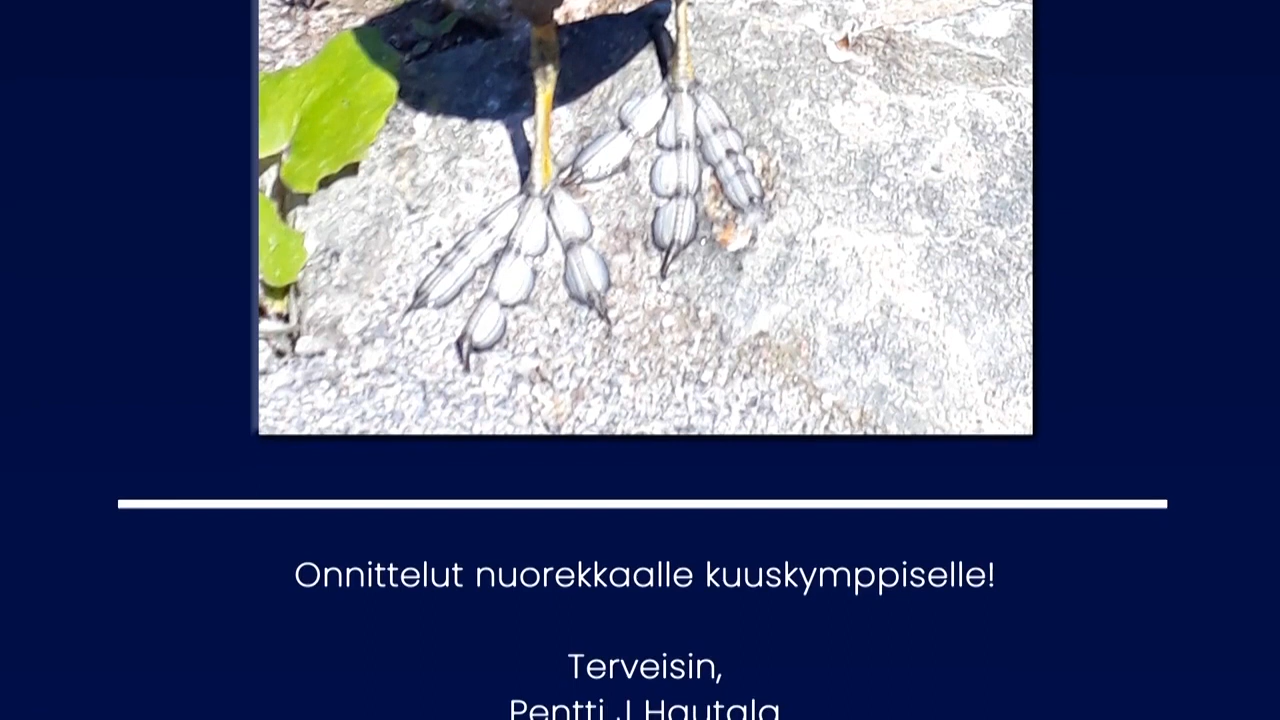 Onnittelut nuorekkaalle kuuskymppiselle!
Terveisin,
Pentti J Hautala